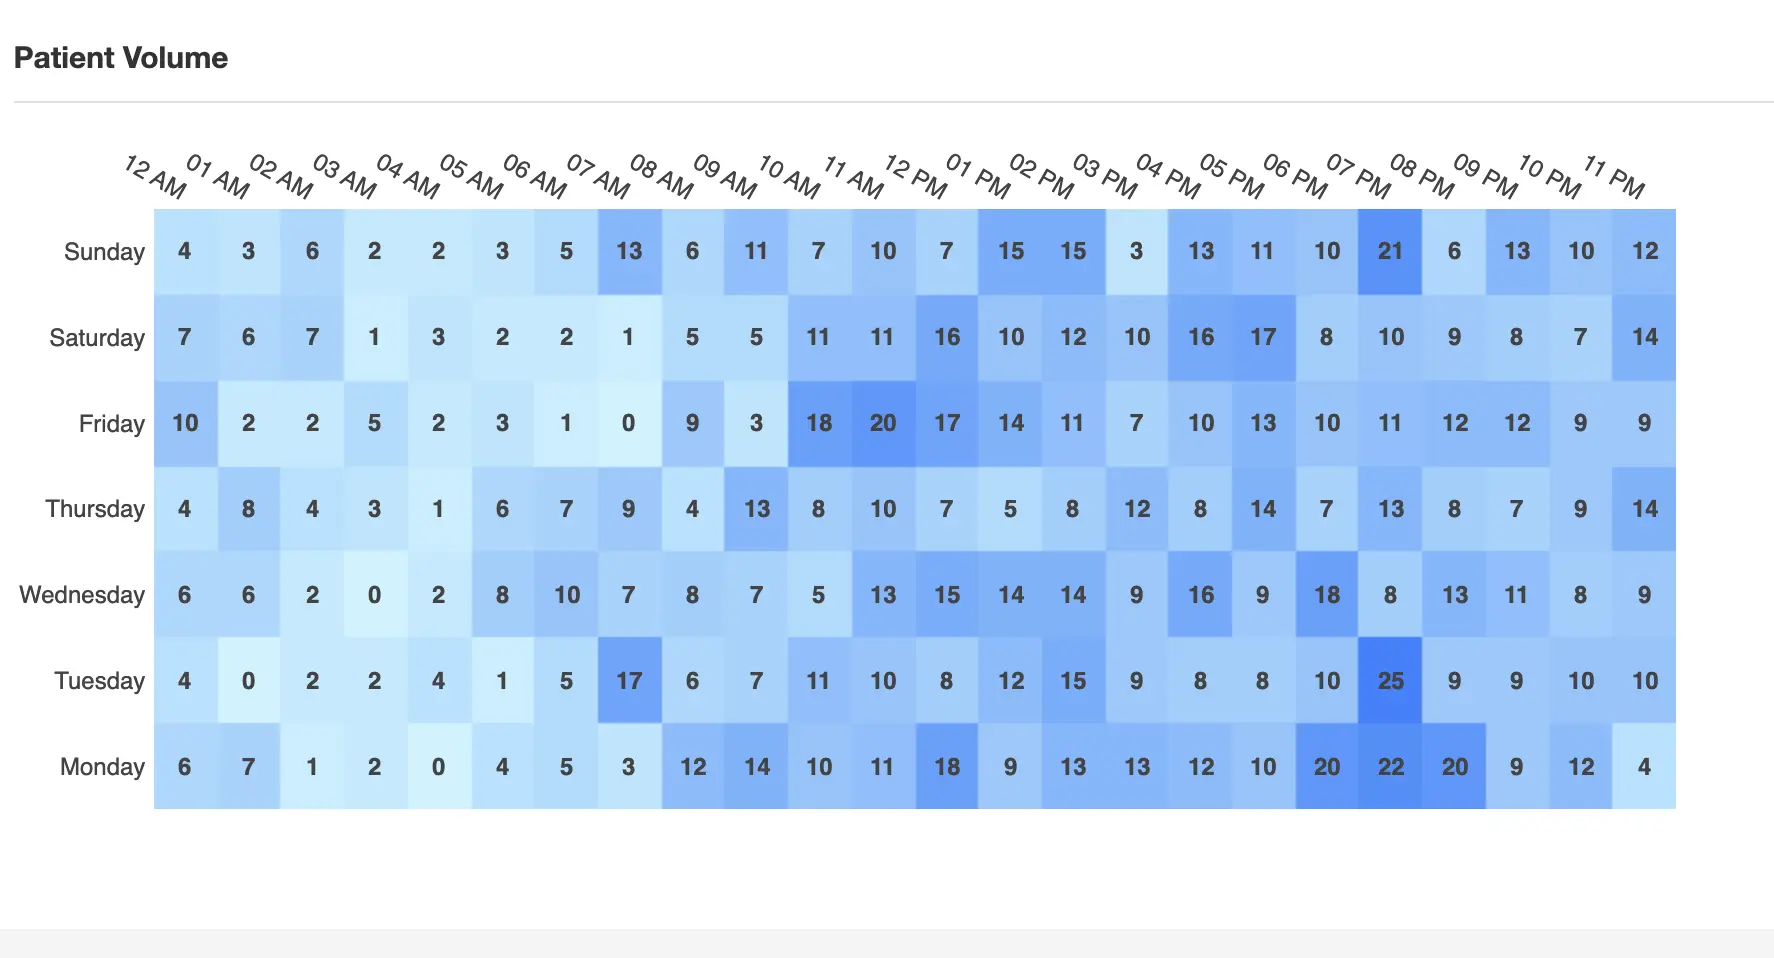 Patient Volume
12 AM 01 AM 02 AM 03 AM 04 AM 05 AM 06 AM 07 AM 08 AM 09 AM 10 AM 11 AM 12 PM 01 PM 02 PM 03 PM 04 PM 05 PM 06 PM 07 PM 08 PM 09 PM 10 PM 11 PM
Sunday 4 3 6 2 2 3 5 13 6 11 7 10 7 15 15 3 13 11 10 21 6 13 10 12
Saturday 7 6 7 1 3 2 2 1 5 5 11 11 16 10 12 10 16 17 8 10 9 8 7 14
Friday 10 2 2 5 2 3 1 0 9 3 18 20 17 14 11 7 10 13 10 11 12 12 9 9
Thursday 4 8 4 3 1 6 7 9 4 13 8 10 7 5 8 12 8 14 7 13 8 7 9 14
Wednesday 6 6 2 0 2 8 10 7 8 7 5 13 15 14 14 9 16 9 18 8 13 11 8 9
Tuesday 4 0 2 2 4 1 5 17 6 7 11 10 8 12 15 9 8 8 10 25 9 9 10 10
Monday 6 7 1 2 0 4 5 3 12 14 10 11 18 9 13 13 12 10 20 22 20 9 12 4